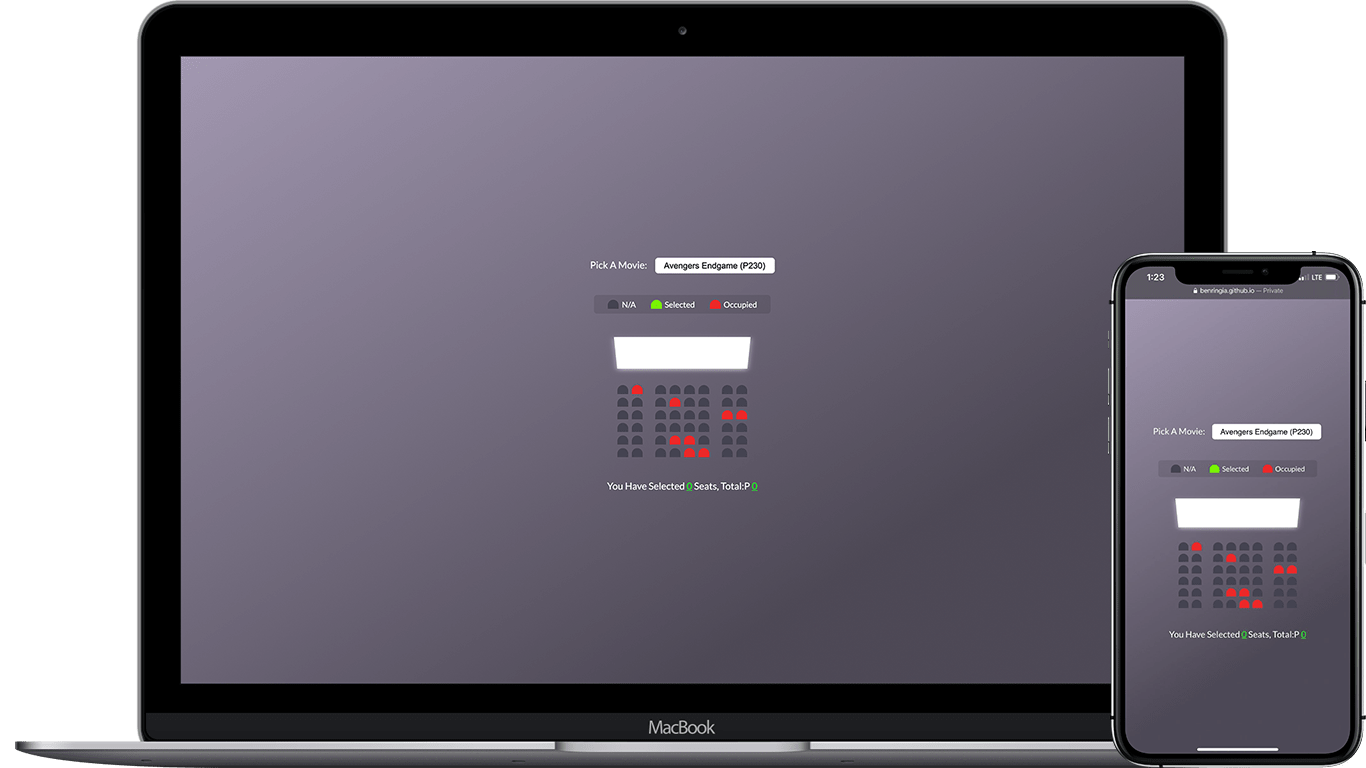 Pick A Movie: Avengers Endgame (P230)
N/A Selected Occupied
You Have Selected 0 Seats, Total:P 0
MacBook
1:23 LTE
benringia.github.io — Private
Pick A Movie: Avengers Endgame (P230)
N/A Selected Occupied
You Have Selected 0 Seats, Total:P 0